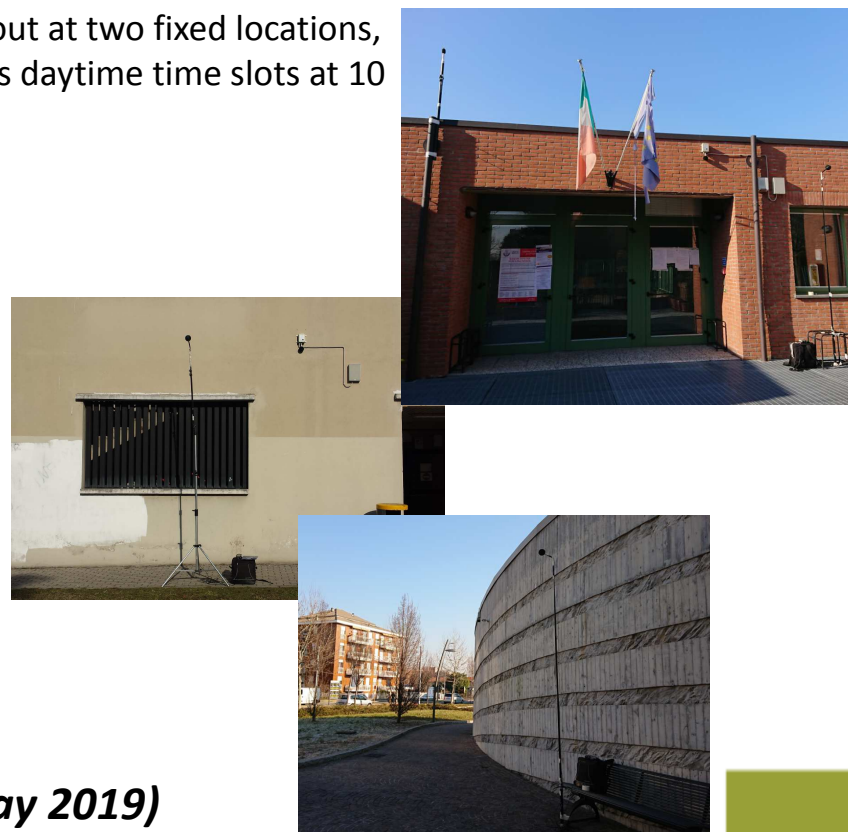 out at two fixed locations,
s daytime time slots at 10
ay 2019)